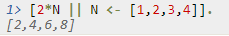 1> [2*N || N <- [1,2,3,4]].
[2,4,6,8]